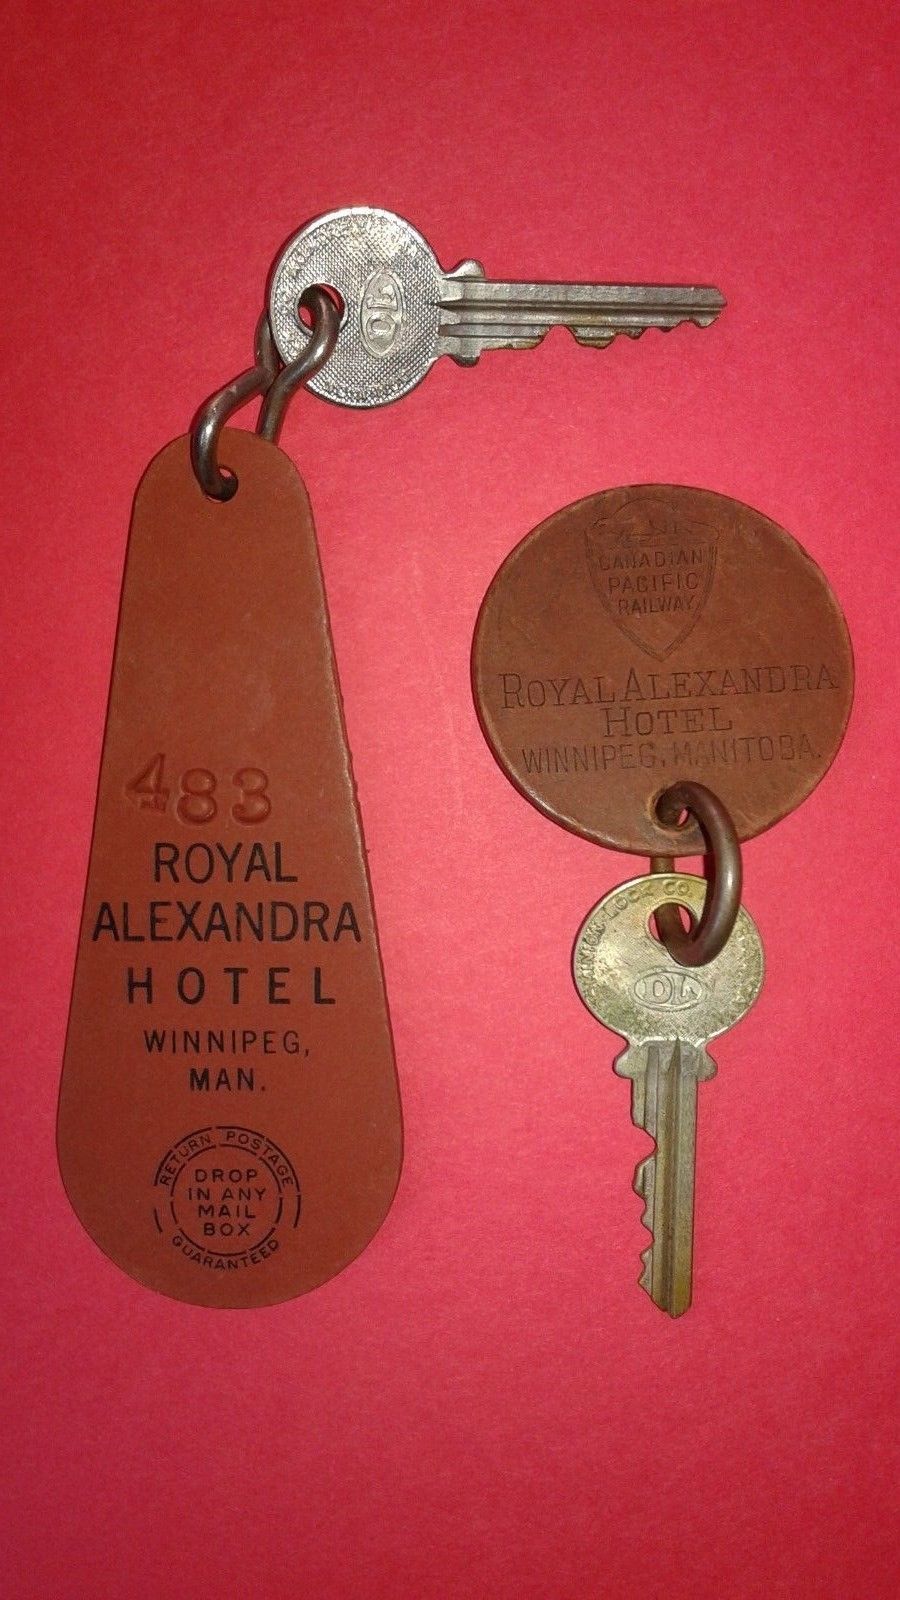 DL
483
ROYAL
ALEXANDRA
HOTEL
WINNIPEG,
MAN.
RETURN POSTAGE
DROP
IN ANY
MAIL
BOX
GUARANTEED
CANADIAN
PACIFIC
RAILWAY
ROYAL ALEXANDRA
HOTEL
WINNIPEG, MANITOBA.
LOCK CO.
DL